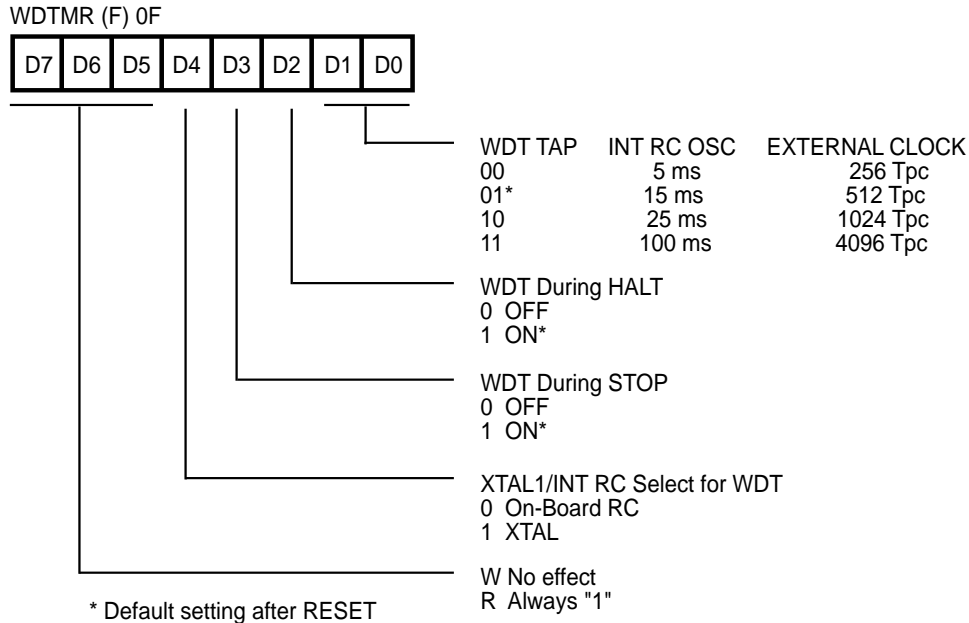 WDTMR (F) 0F
D7 D6 D5 D4 D3 D2 D1 D0
WDT TAP INT RC OSC EXTERNAL CLOCK
00 5 ms 256 Tpc
01* 15 ms 512 Tpc
10 25 ms 1024 Tpc
11 100 ms 4096 Tpc
WDT During HALT
0 OFF
1 ON*
WDT During STOP
0 OFF
1 ON*
XTAL1/INT RC Select for WDT
0 On-Board RC
1 XTAL
W No effect
R Always "1"
* Default setting after RESET